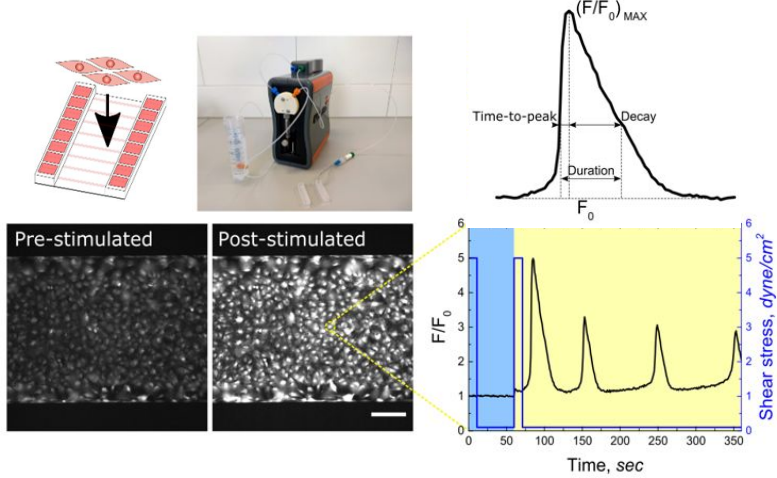 (F/F0)MAX
Time-to-peak
Decay
Duration
F0
Pre-stimulated
Post-stimulated
6
5
4
3
2
1
0
F/F0
6
5
4
3
2
1
0
Shear stress, dyne/cm2
0 50 100 150 200 250 300 350
Time, sec